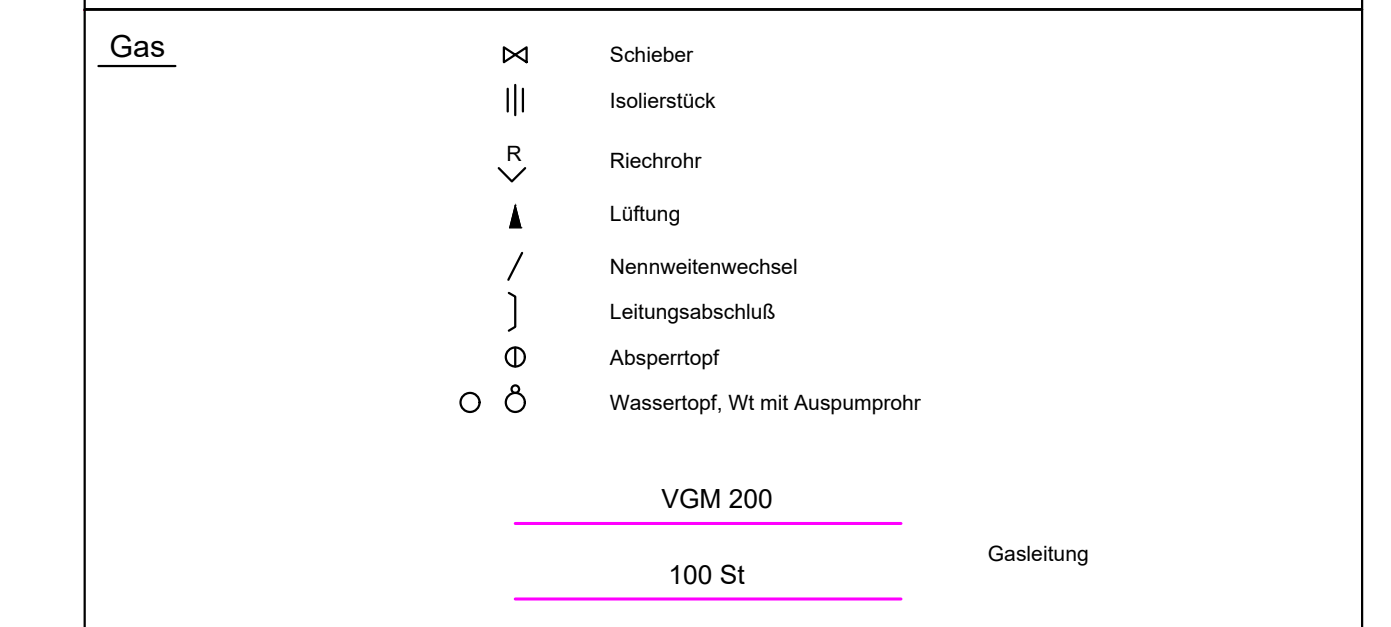 Gas
Schieber
Isolierstück
R
Riechrohr
Lüftung
Nennweitenwechsel
Leitungsabschluß
Absperrtopf
Wassertopf, Wt mit Auspumprohr
VGM 200
Gasleitung
100 St